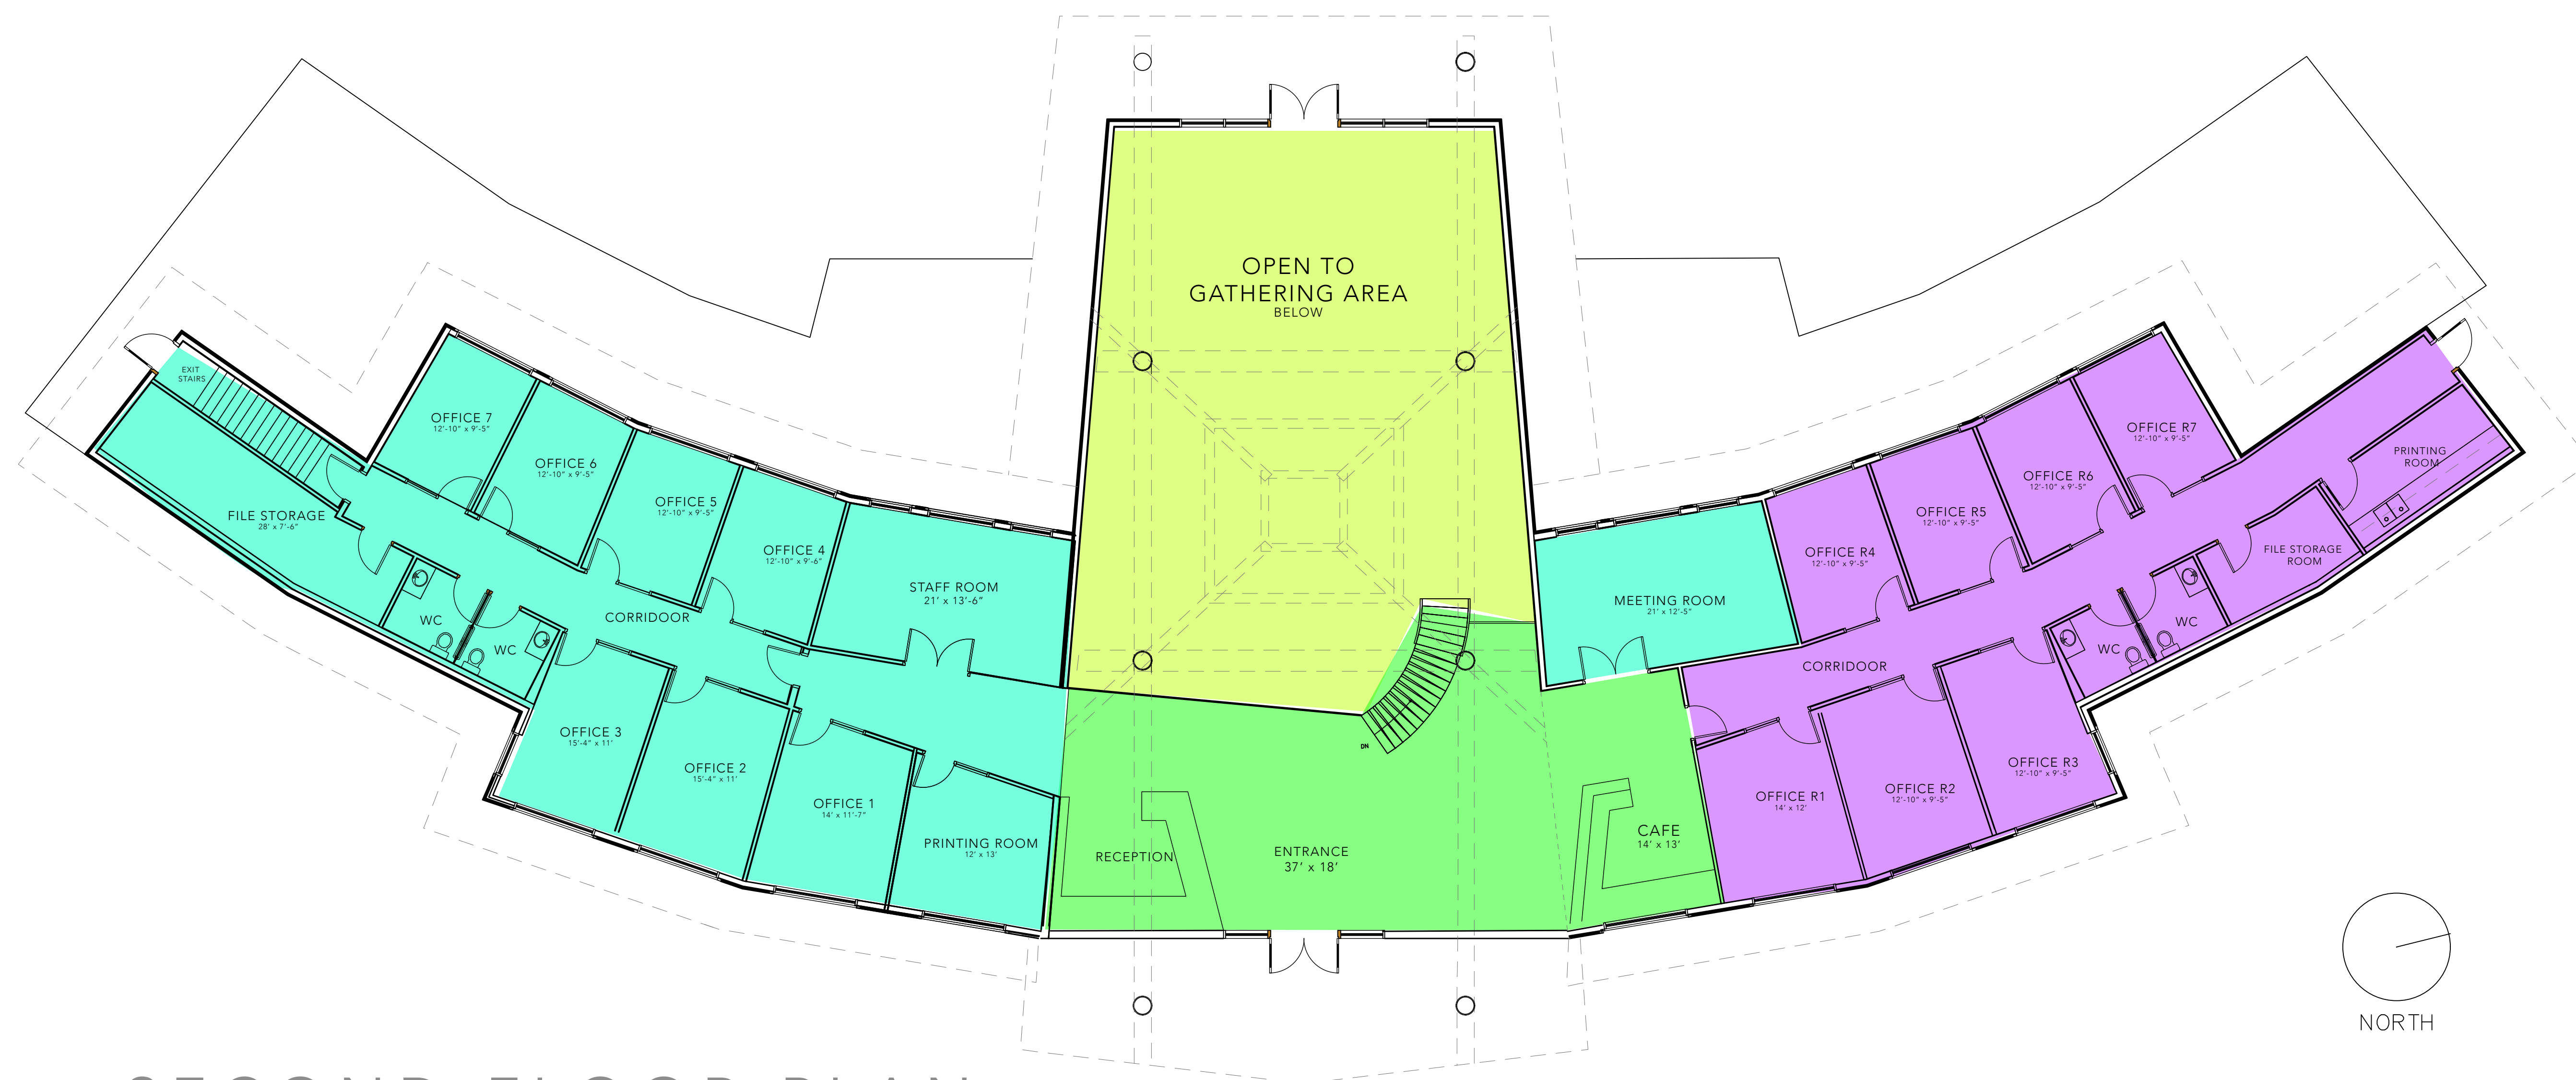 OPEN TO
GATHERING AREA
BELOW
EXIT
STAIRS
OFFICE 7
12'-10" x 9'-5"
OFFICE 6
12'-10" x 9'-5"
OFFICE 5
12'-10" x 9'-5"
OFFICE 4
12'-10" x 9'-6"
STAFF ROOM
21' x 13'-6"
FILE STORAGE
28' x 7'-6"
WC
WC
CORRIDOOR
OFFICE 3
15'-4" x 11'
OFFICE 2
15'-4" x 11'
OFFICE 1
14' x 11'-7"
PRINTING ROOM
12' x 13'
RECEPTION
ENTRANCE
37' x 18'
DN
CAFE
14' x 13'
MEETING ROOM
21' x 12'-5"
OFFICE R4
12'-10" x 9'-5"
OFFICE R5
12'-10" x 9'-5"
OFFICE R6
12'-10" x 9'-5"
OFFICE R7
12'-10" x 9'-5"
PRINTING
ROOM
FILE STORAGE
ROOM
WC
WC
CORRIDOOR
OFFICE R1
14' x 12'
OFFICE R2
12'-10" x 9'-5"
OFFICE R3
12'-10" x 9'-5"
NORTH
SECOND FLOOR PLAN